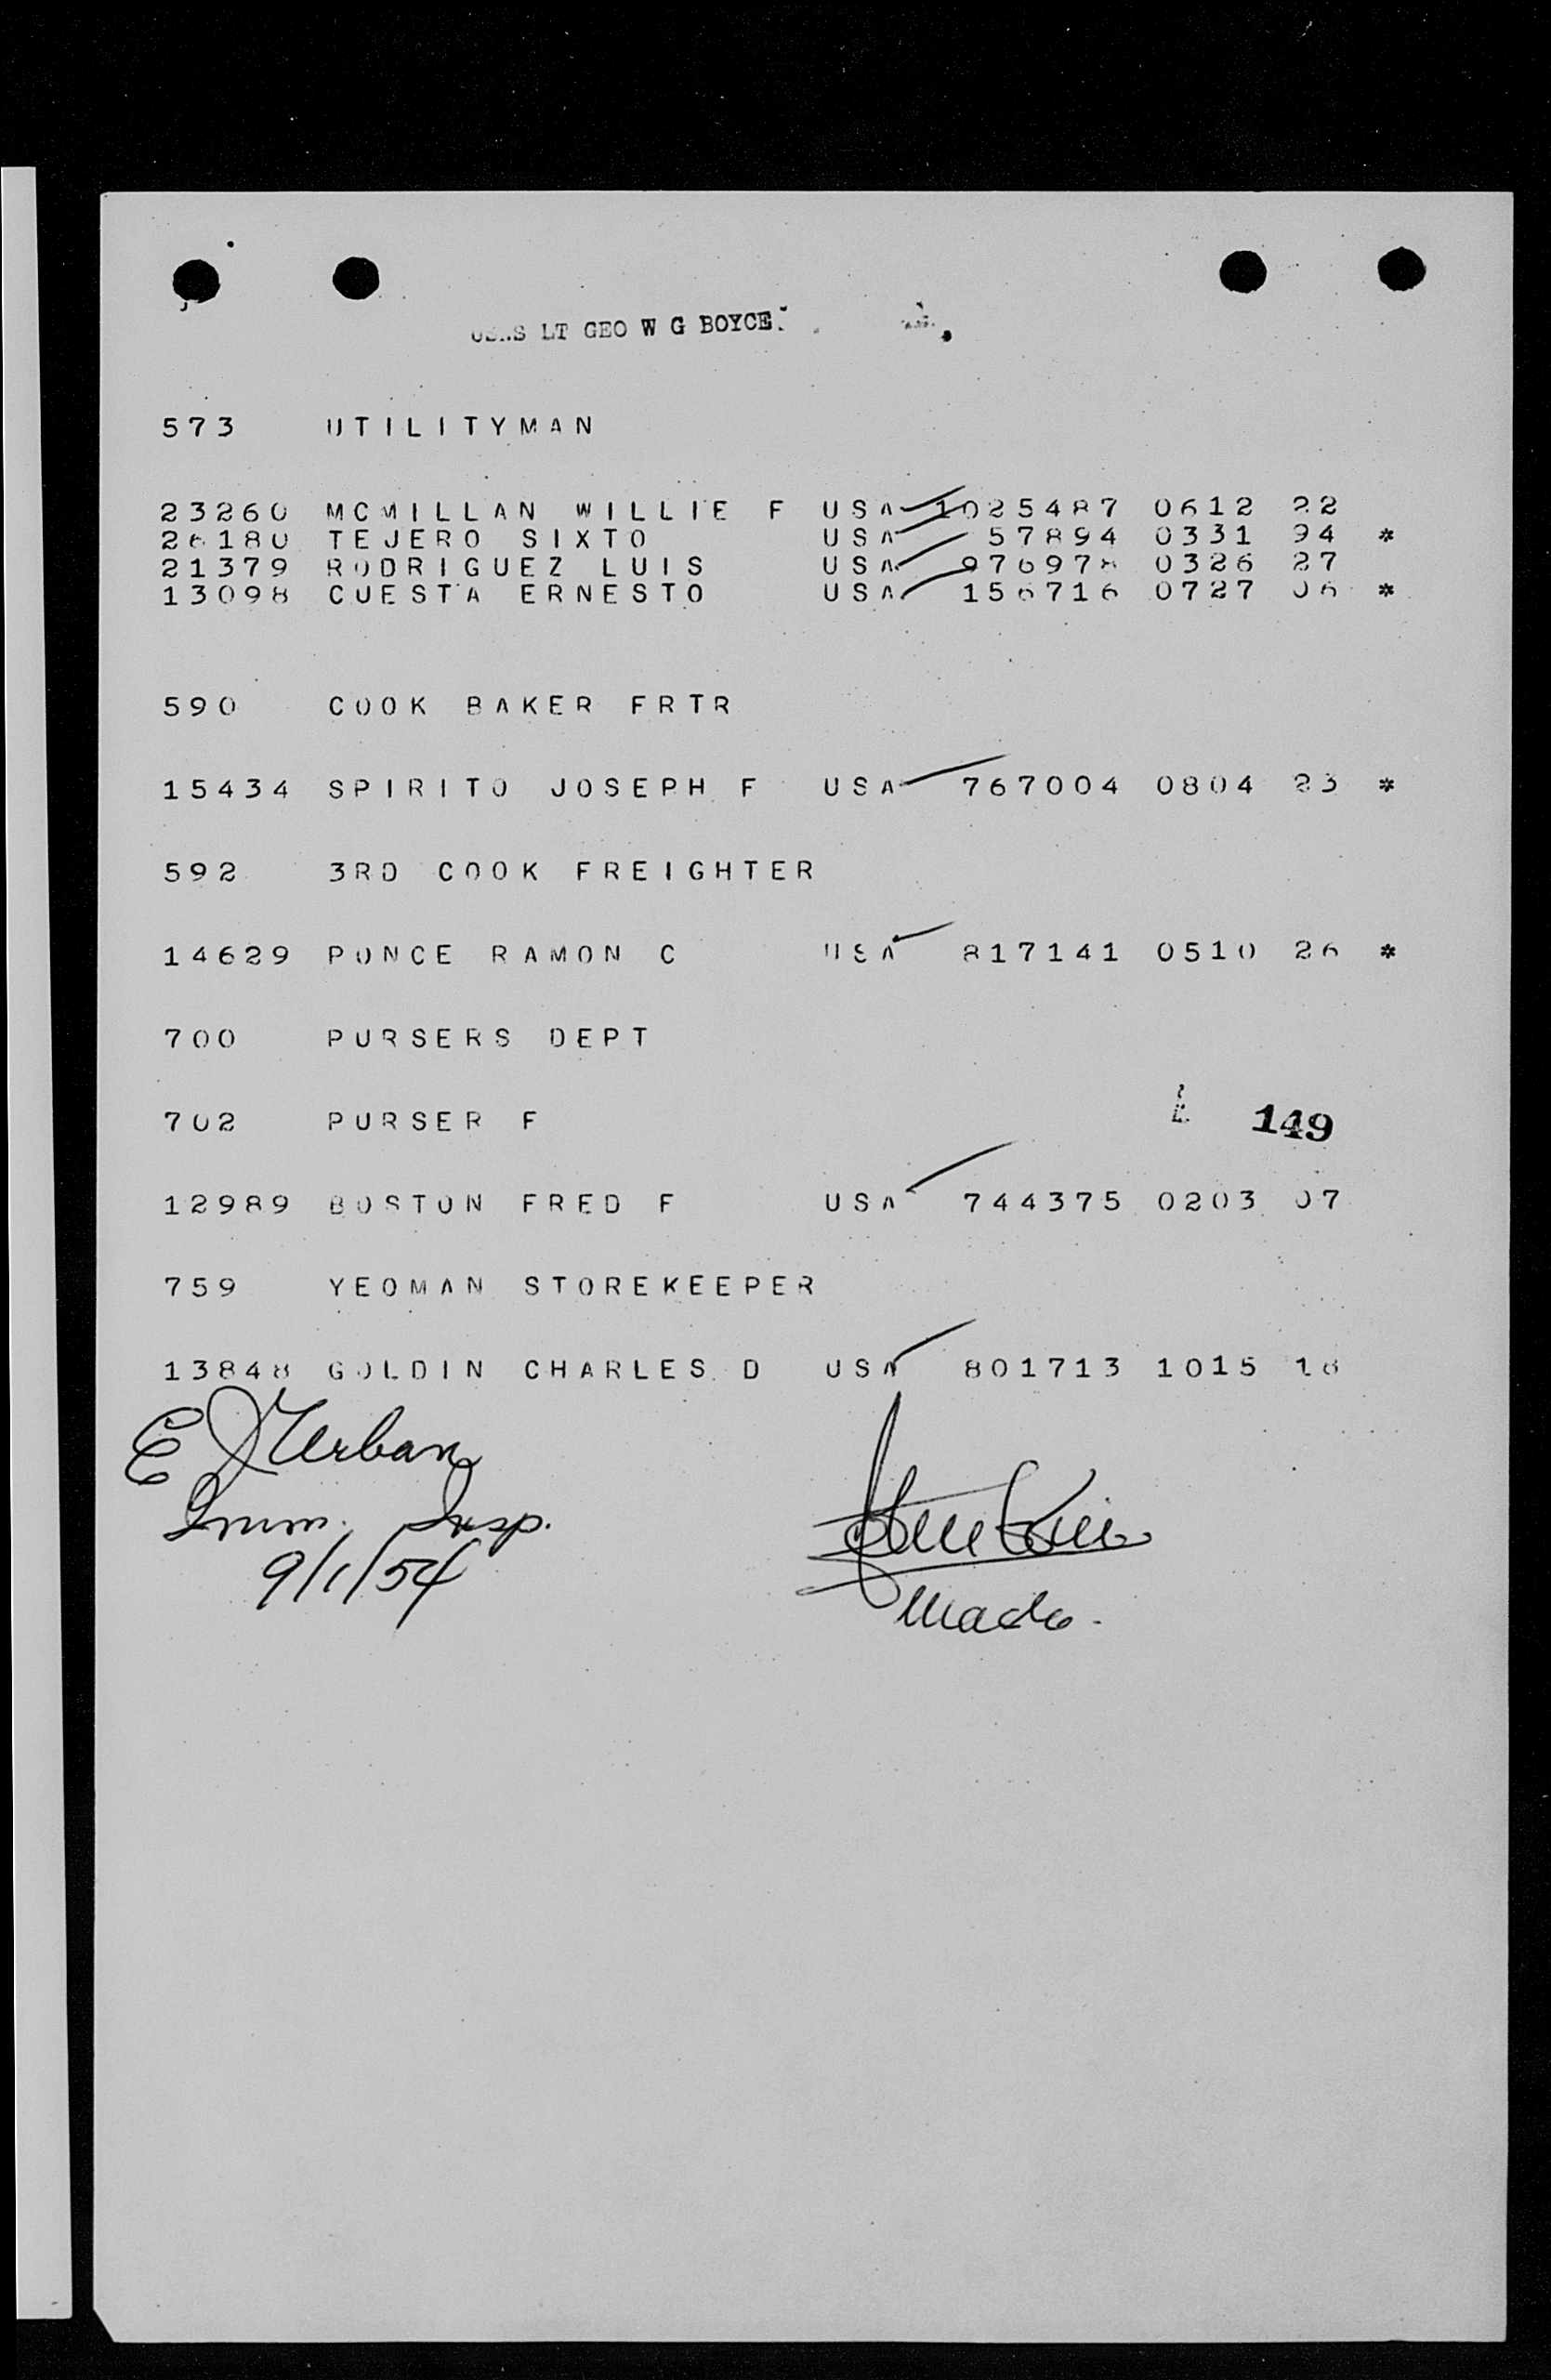 LT GEO W G BOYCE
573 UTILITYMAN
23260 MCMILLAN WILLIE F USA 1025487 0612 22
26180 TEJERO SIXTO USA 57894 0331 94 *
21379 RODRIGUEZ LUIS USA 976978 0326 27
13098 CUESTA ERNESTO USA 156716 0727 06 *
590 COOK BAKER FRTR
15434 SPIRITO JOSEPH F USA 767004 0804 23 *
592 3RD COOK FREIGHTER
14629 PONCE RAMON C USA 817141 0510 26 *
700 PURSERS DEPT
702 PURSER F
149
12989 BOSTON FRED F USA 744375 0203 07
759 YEOMAN STOREKEEPER
13848 GOLDIN CHARLES D USA 801713 1015 18
E J Urban
Imm. Insp.
9/1/54